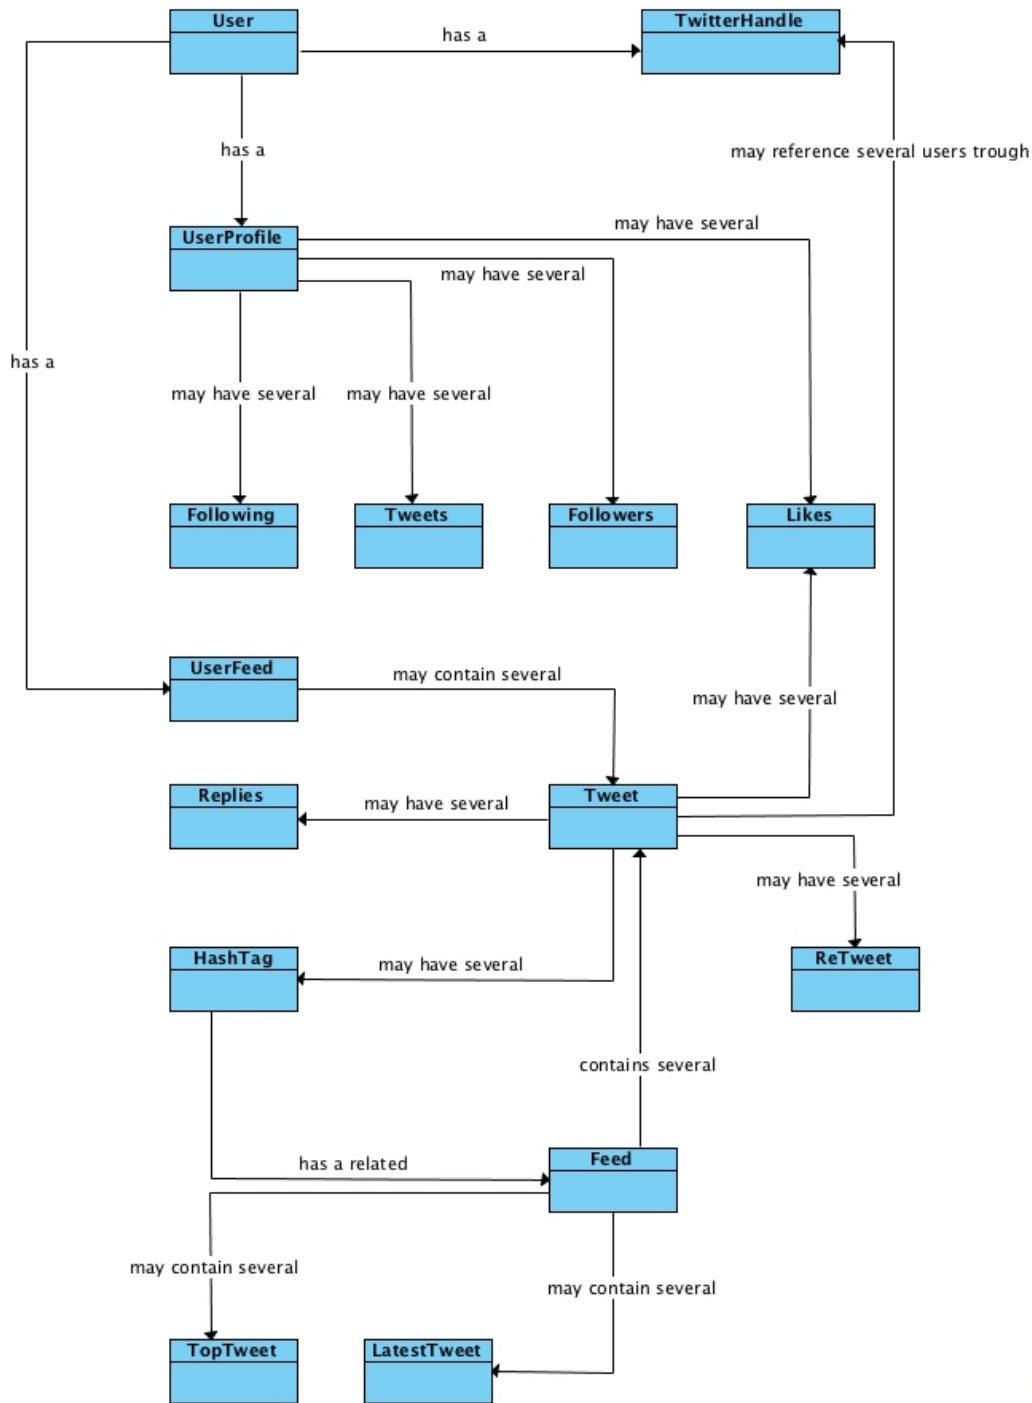 User
has a
TwitterHandle
has a
may reference several users trough
UserProfile
may have several
may have several
has a
may have several
may have several
Following
Tweets
Followers
Likes
UserFeed
may contain several
may have several
Replies
may have several
Tweet
may have several
HashTag
may have several
ReTweet
contains several
has a related
Feed
may contain several
may contain several
TopTweet
LatestTweet